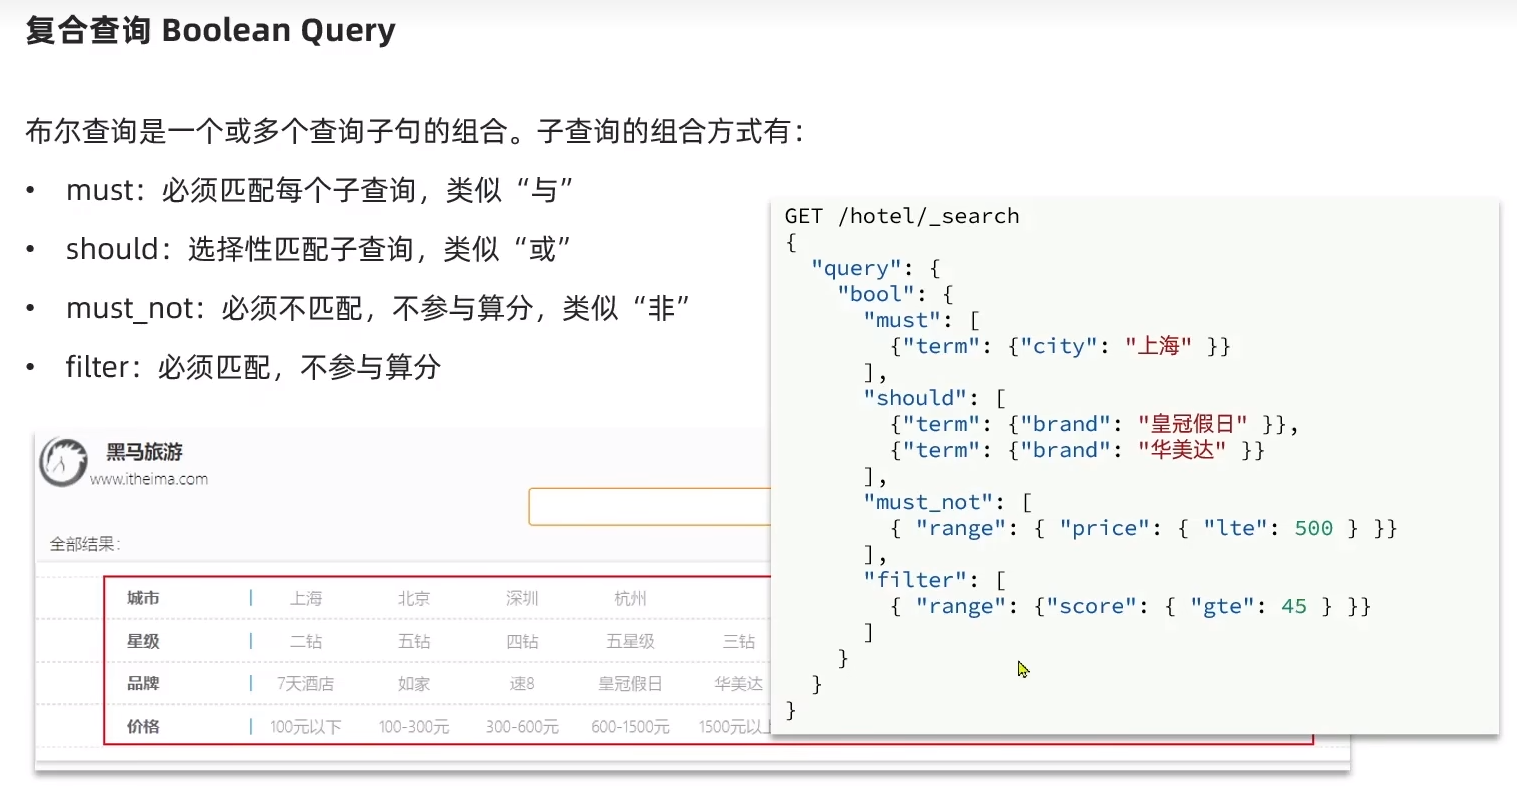 复合查询 Boolean Query
布尔查询是一个或多个查询子句的组合。子查询的组合方式有：
• must：必须匹配每个子查询，类似“与”
• should：选择性匹配子查询，类似“或”
• must_not：必须不匹配，不参与算分，类似“非”
• filter：必须匹配，不参与算分
GET /hotel/_search
{
  "query": {
    "bool": {
      "must": [
        {"term": {"city": "上海" }}
      ],
      "should": [
        {"term": {"brand": "皇冠假日" }},
        {"term": {"brand": "华美达" }}
      ],
      "must_not": [
        { "range": { "price": { "lte": 500 } }}
      ],
      "filter": [
        { "range": {"score": { "gte": 45 } }}
      ]
    }
  }
}
黑马旅游
www.itheima.com
全部结果：
城市 | 上海 北京 深圳 杭州
星级 | 二钻 五钻 四钻 五星级 三钻
品牌 | 7天酒店 如家 速8 皇冠假日 华美达
价格 | 100元以下 100-300元 300-600元 600-1500元 1500元以